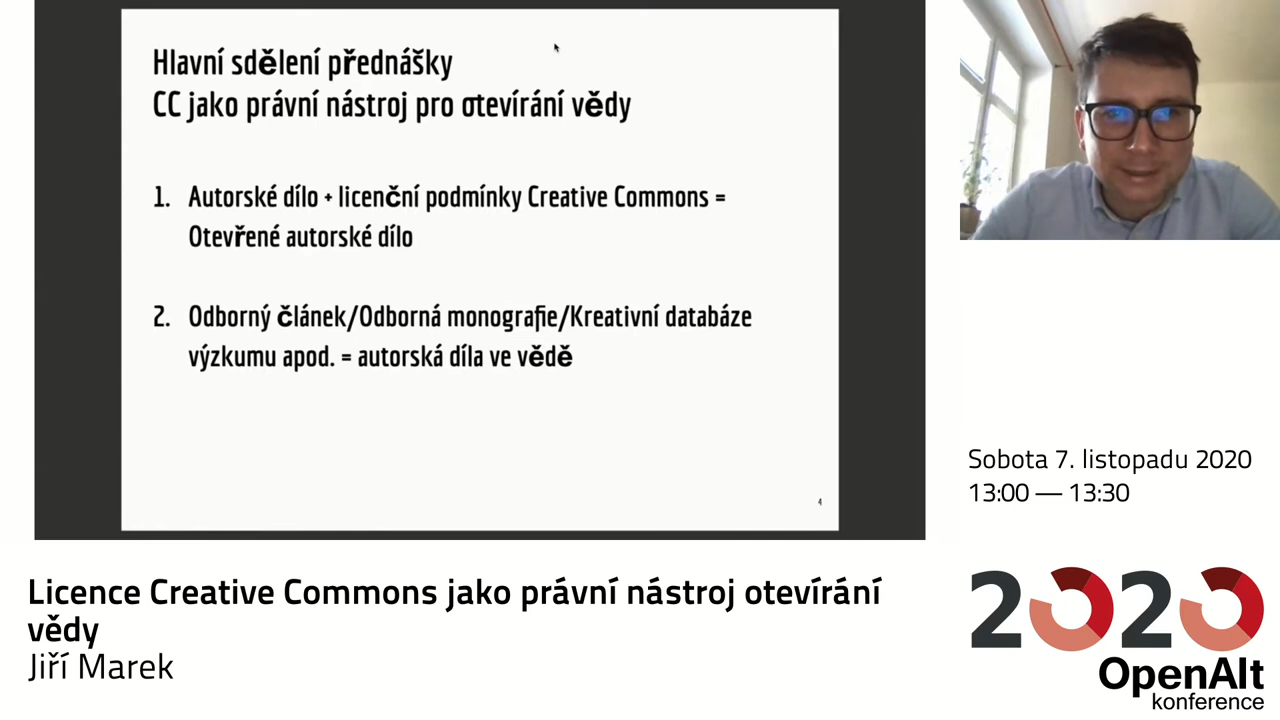 Hlavní sdělení přednášky
CC jako právní nástroj pro otevírání vědy
1. Autorské dílo + licenční podmínky Creative Commons =
Otevřené autorské dílo
2. Odborný článek/Odborná monografie/Kreativní databáze
výzkumu apod. = autorská díla ve vědě
4
Sobota 7. listopadu 2020
13:00 — 13:30
Licence Creative Commons jako právní nástroj otevírání
vědy
Jiří Marek
2020
OpenAlt
konference